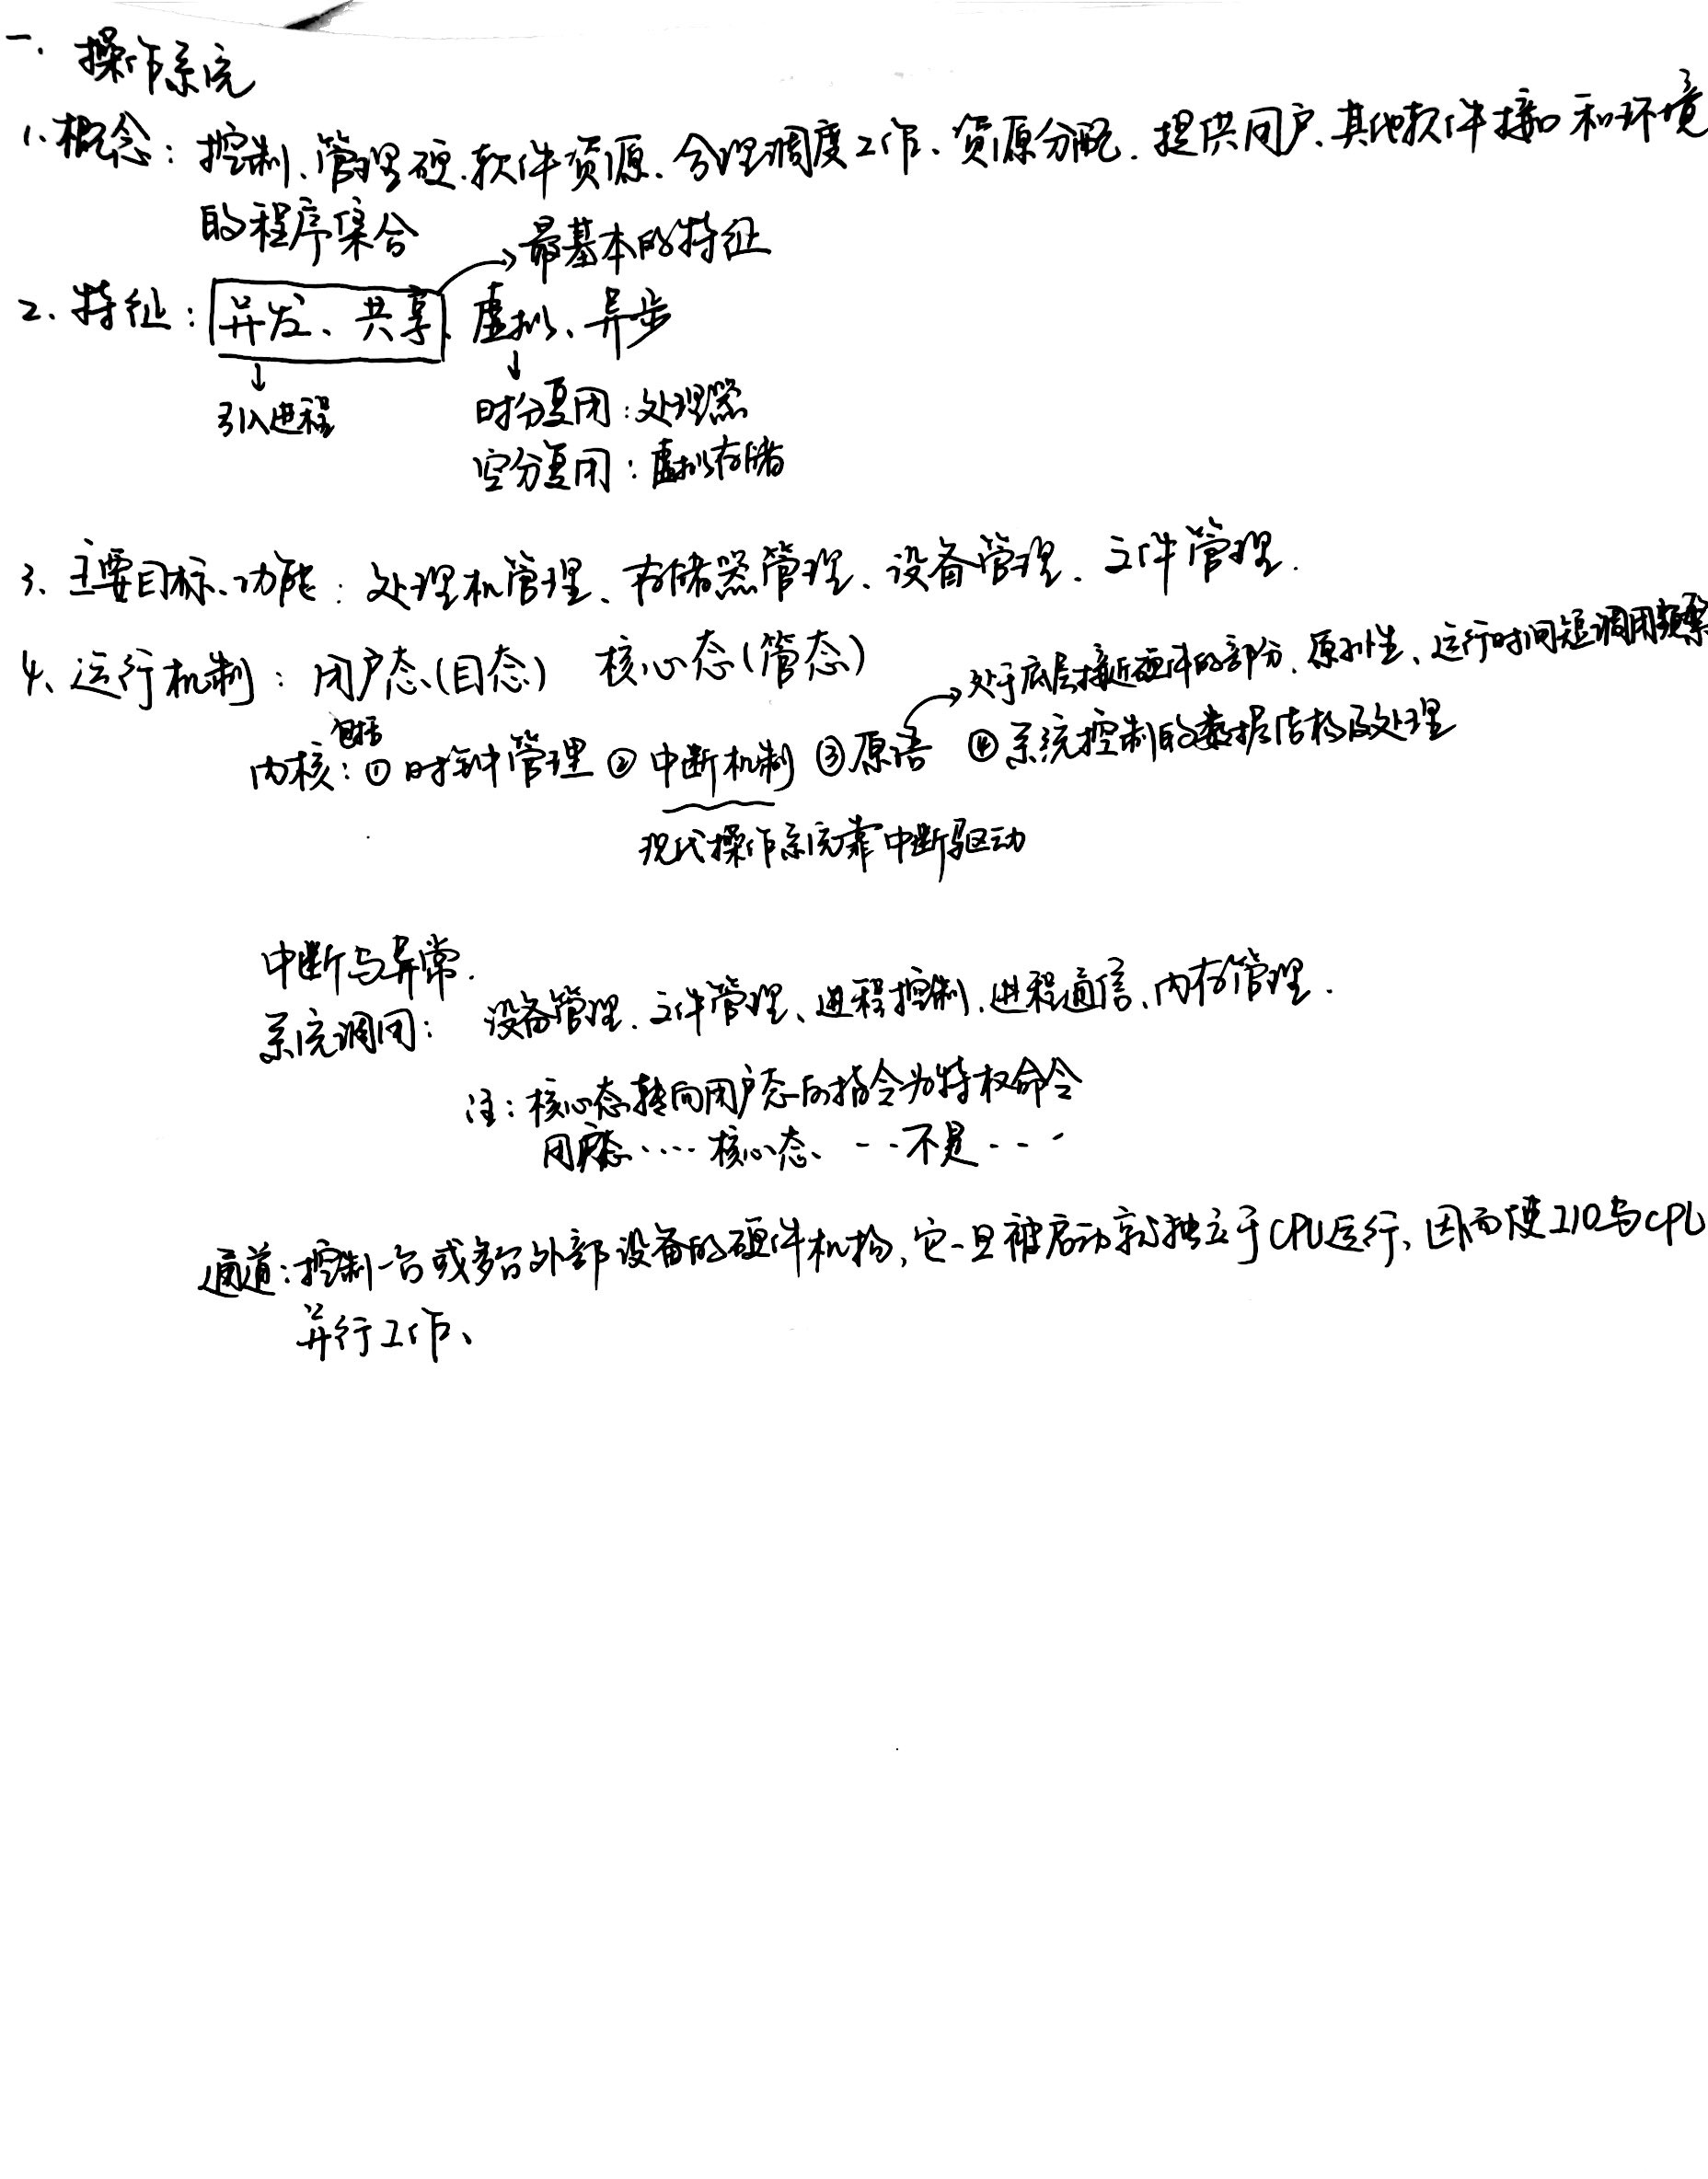 一. 操作系统
1. 概念: 控制、管理硬.软件资源.合理调度工作、资源分配.提供用户.其他软件接口和环境
的程序集合
→最基本的特征
2. 特征: 并发、共享、虚拟、异步
↓ ↓
引入进程 时分复用:处理器
空分复用:虚拟存储
3. 主要目标、功能: 处理机管理、存储器管理、设备管理、文件管理.
4、运行机制: 用户态(目态) 核心态(管态)
→处于底层接近硬件的部分、原子性、运行时间短调用频繁
包括
内核: ①时钟管理 ②中断机制 ③原语 ④系统控制的数据结构及处理
现代操作系统靠中断驱动
中断与异常.
系统调用: 设备管理.文件管理、进程控制.进程通信、内存管理.
注: 核心态转向用户态的指令为特权命令
用户态····核心态、--不是---
通道:控制一台或多台外部设备的硬件机构,它一旦被启动就独立于CPU运行,因而使I/O与CPU
并行工作、